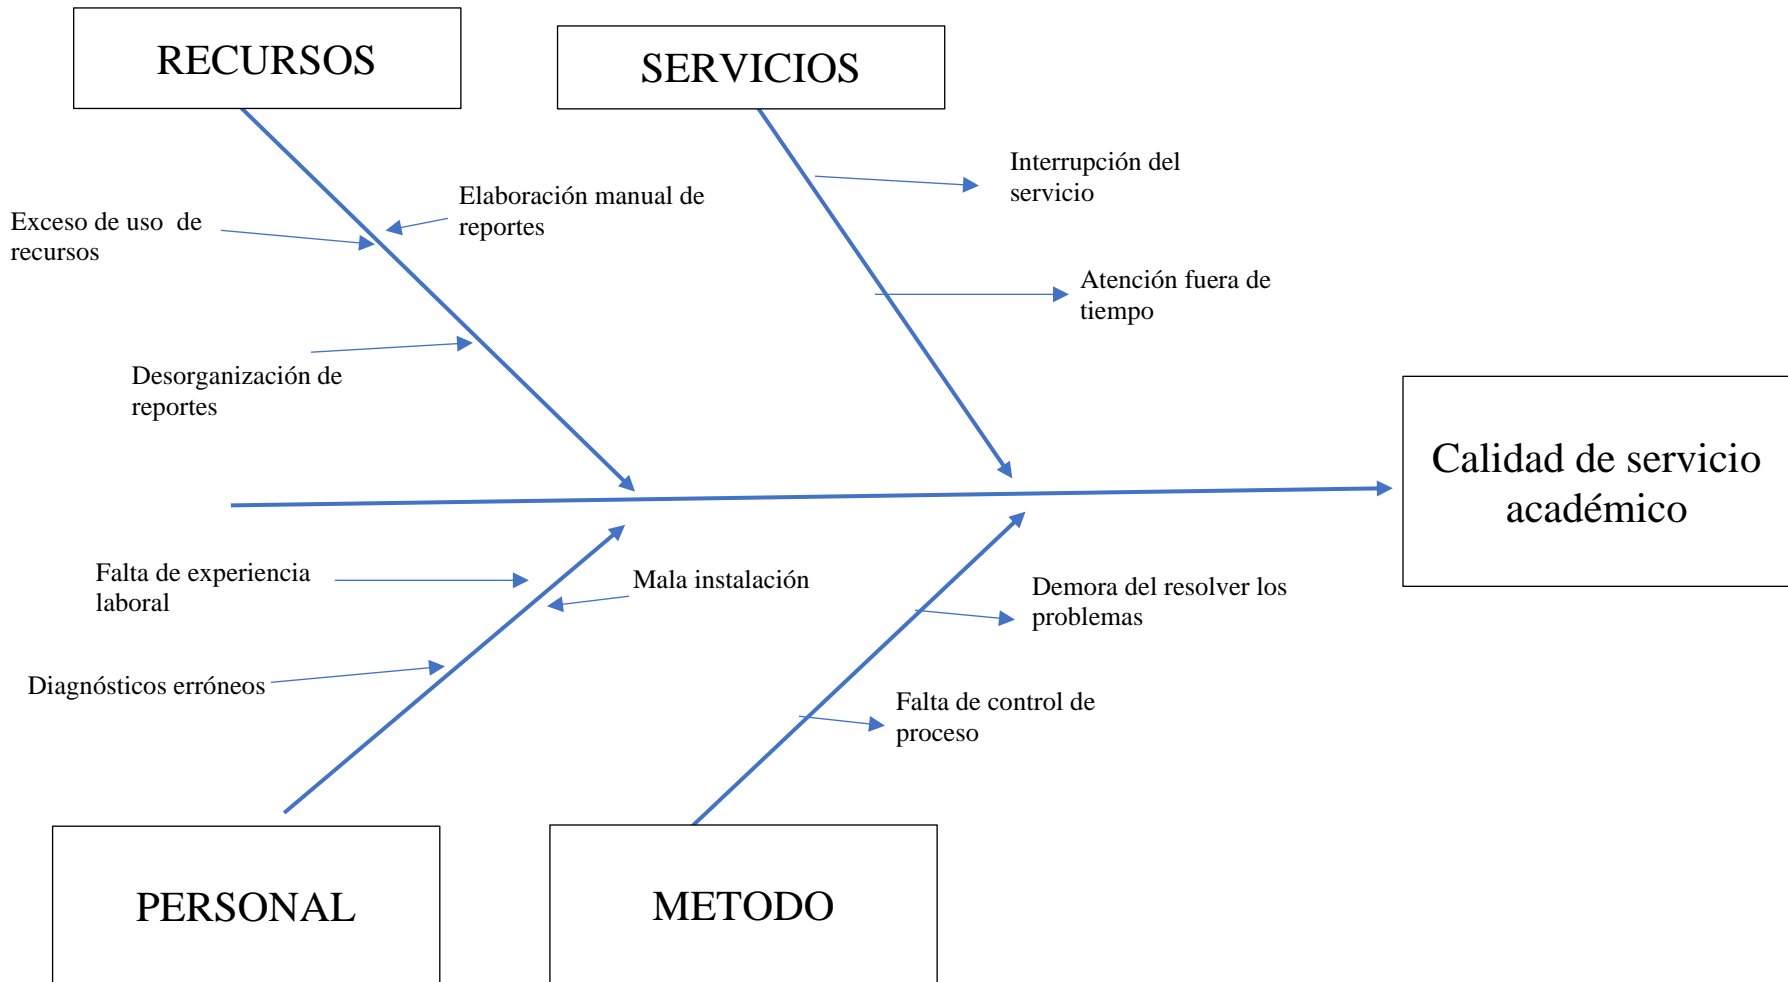 RECURSOS
SERVICIOS
Interrupción del
servicio
Elaboración manual de
reportes
Exceso de uso  de
recursos
Atención fuera de
tiempo
Desorganización de
reportes
Calidad de servicio
académico
Falta de experiencia
laboral
Mala instalación
Demora del resolver los
problemas
Diagnósticos erróneos
Falta de control de
proceso
PERSONAL
METODO